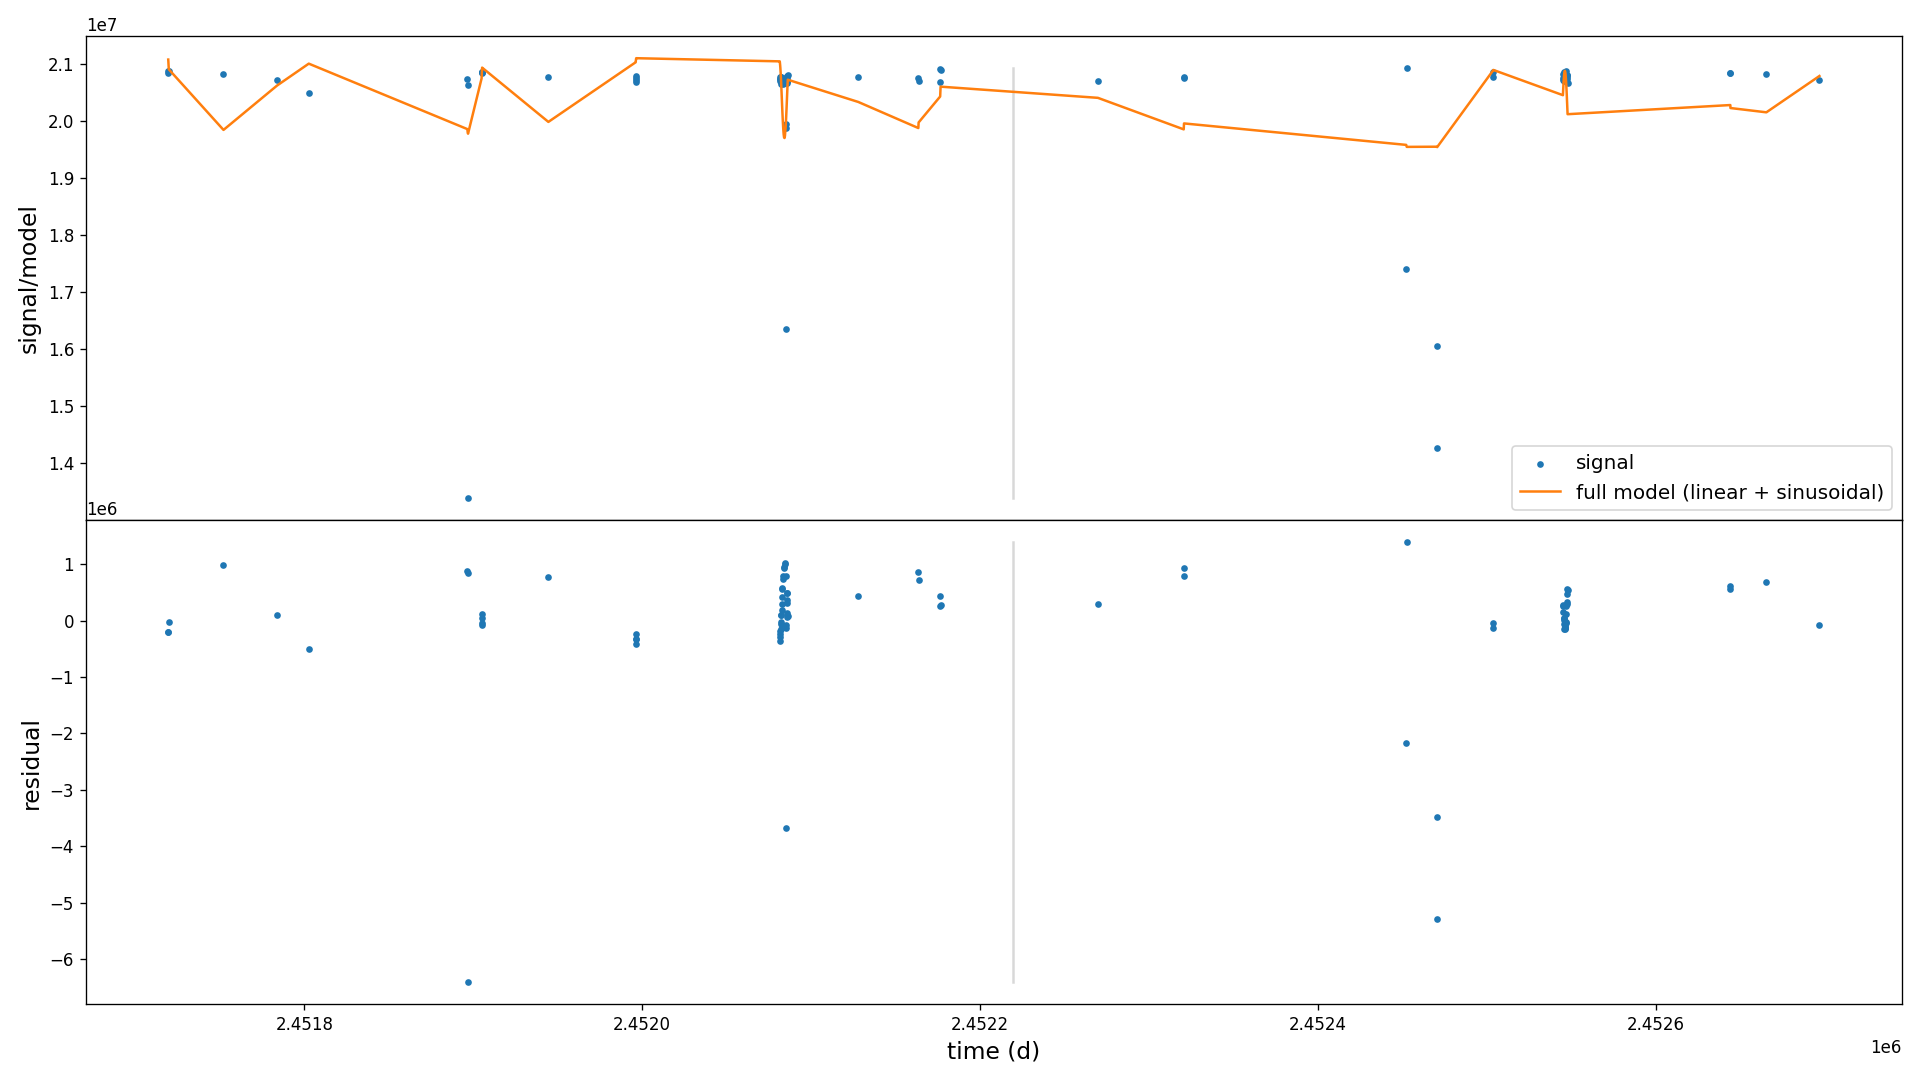 1e7
2.1
2.0
1.9
1.8
1.7
1.6
1.5
1.4
signal/model
signal
full model (linear + sinusoidal)
1e6
1
0
−1
−2
−3
−4
−5
−6
residual
2.4518 2.4520 2.4522 2.4524 2.4526
time (d)
1e6